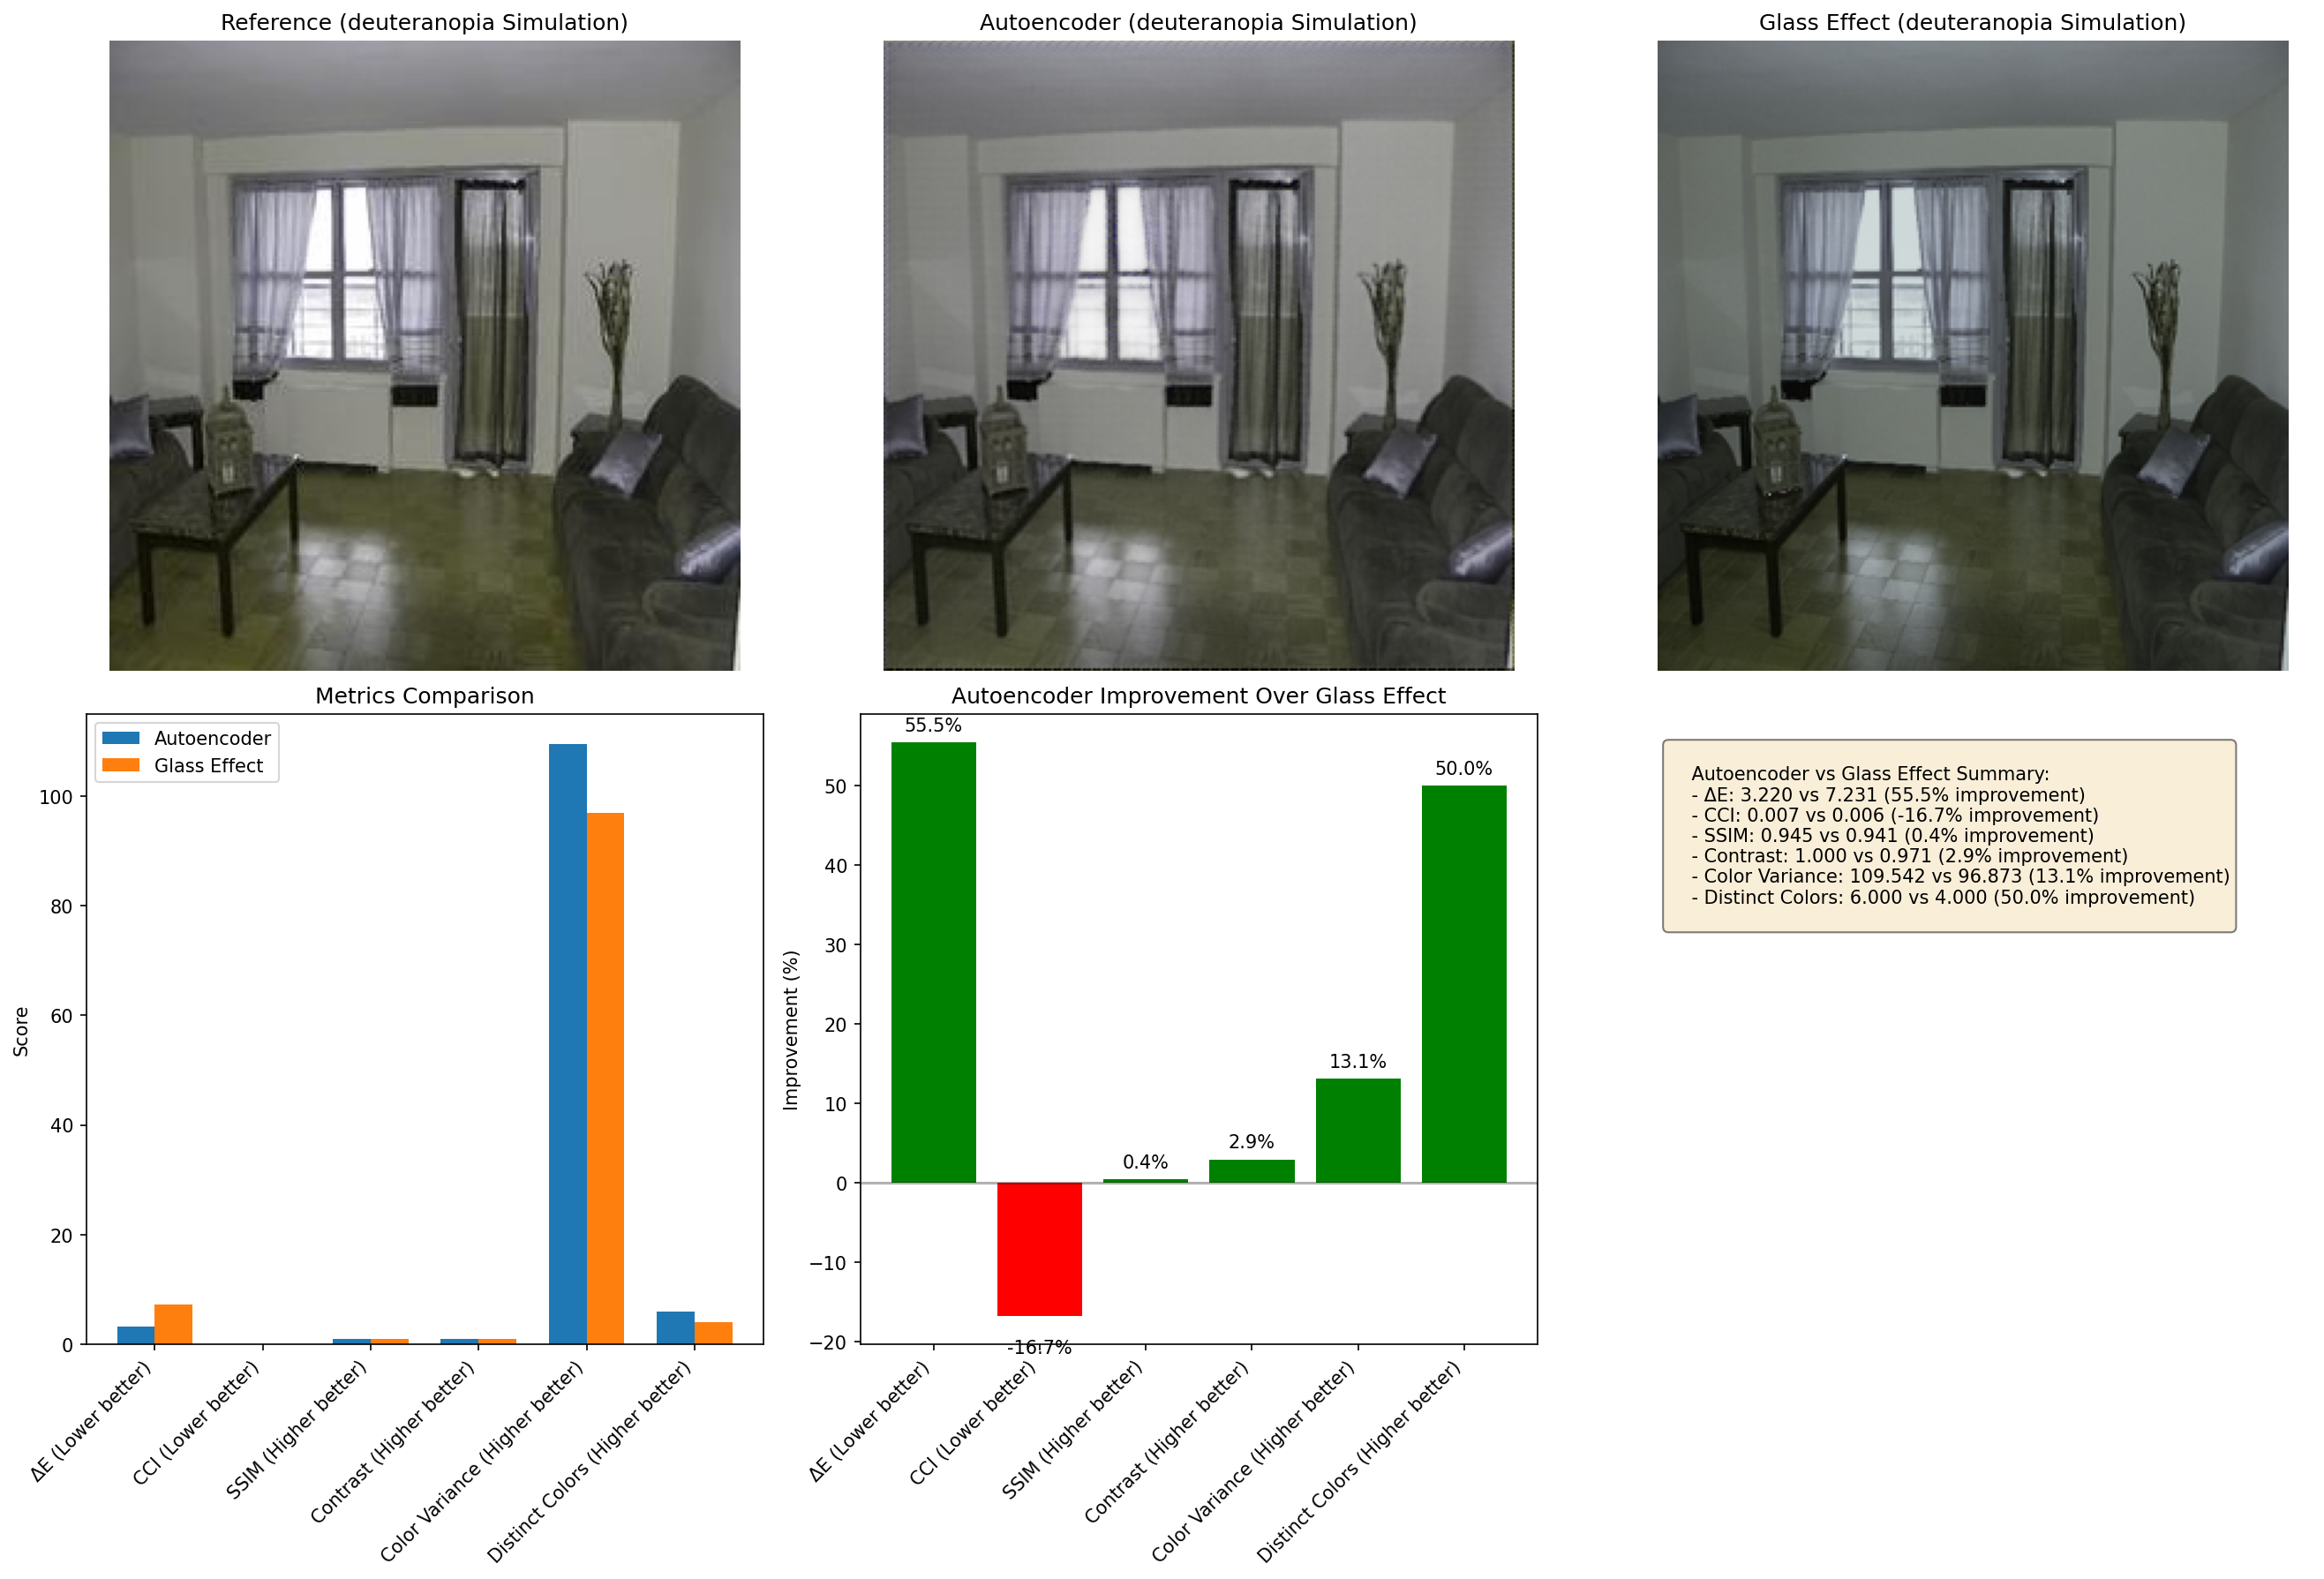 Reference (deuteranopia Simulation)
Autoencoder (deuteranopia Simulation)
Glass Effect (deuteranopia Simulation)
Metrics Comparison
Autoencoder
Glass Effect
Score
100
80
60
40
20
0
ΔE (Lower better)
CCI (Lower better)
SSIM (Higher better)
Contrast (Higher better)
Color Variance (Higher better)
Distinct Colors (Higher better)
Autoencoder Improvement Over Glass Effect
Improvement (%)
50
40
30
20
10
0
−10
−20
55.5%
-16.7%
0.4%
2.9%
13.1%
50.0%
ΔE (Lower better)
CCI (Lower better)
SSIM (Higher better)
Contrast (Higher better)
Color Variance (Higher better)
Distinct Colors (Higher better)
Autoencoder vs Glass Effect Summary:
- ΔE: 3.220 vs 7.231 (55.5% improvement)
- CCI: 0.007 vs 0.006 (-16.7% improvement)
- SSIM: 0.945 vs 0.941 (0.4% improvement)
- Contrast: 1.000 vs 0.971 (2.9% improvement)
- Color Variance: 109.542 vs 96.873 (13.1% improvement)
- Distinct Colors: 6.000 vs 4.000 (50.0% improvement)